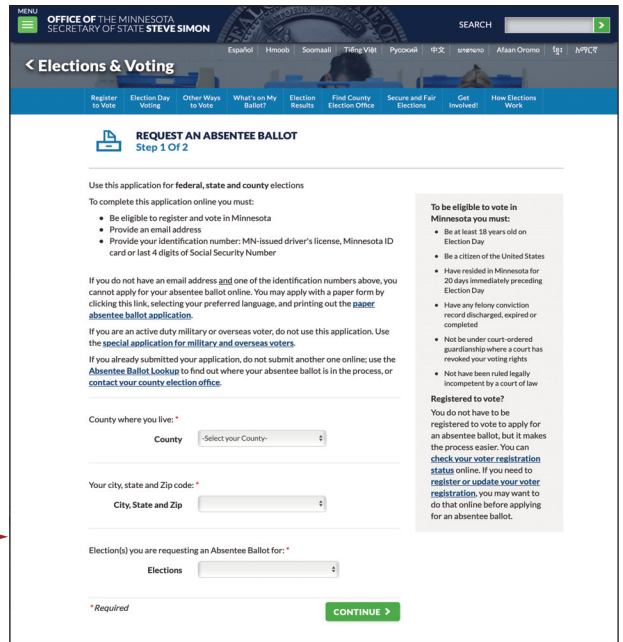 MENU
OFFICE OF THE MINNESOTA
SECRETARY OF STATE STEVE SIMON
SEARCH
Español Hmoob Soomaali Tiếng Việt Русский 中文 ພາສາລາວ Afaan Oromo ខ្មែរ አማርኛ
< Elections & Voting
Register to Vote
Election Day Voting
Other Ways to Vote
What's on My Ballot?
Election Results
Find County Election Office
Secure and Fair Elections
Get Involved!
How Elections Work
REQUEST AN ABSENTEE BALLOT
Step 1 Of 2
Use this application for federal, state and county elections
To complete this application online you must:
• Be eligible to register and vote in Minnesota
• Provide an email address
• Provide your identification number: MN-issued driver's license, Minnesota ID
card or last 4 digits of Social Security Number
If you do not have an email address and one of the identification numbers above, you
cannot apply for your absentee ballot online. You may apply with a paper form by
clicking this link, selecting your preferred language, and printing out the paper
absentee ballot application.
If you are an active duty military or overseas voter, do not use this application. Use
the special application for military and overseas voters.
If you already submitted your application, do not submit another one online; use the
Absentee Ballot Lookup to find out where your absentee ballot is in the process, or
contact your county election office.
County where you live: *
County -Select your County-
Your city, state and Zip code: *
City, State and Zip
Election(s) you are requesting an Absentee Ballot for: *
Elections
* Required
CONTINUE >
To be eligible to vote in
Minnesota you must:
• Be at least 18 years old on
Election Day
• Be a citizen of the United States
• Have resided in Minnesota for
20 days immediately preceding
Election Day
• Have any felony conviction
record discharged, expired or
completed
• Not be under court-ordered
guardianship where a court has
revoked your voting rights
• Not have been ruled legally
incompetent by a court of law
Registered to vote?
You do not have to be
registered to vote to apply for
an absentee ballot, but it makes
the process easier. You can
check your voter registration
status online. If you need to
register or update your voter
registration, you may want to
do that online before applying
for an absentee ballot.